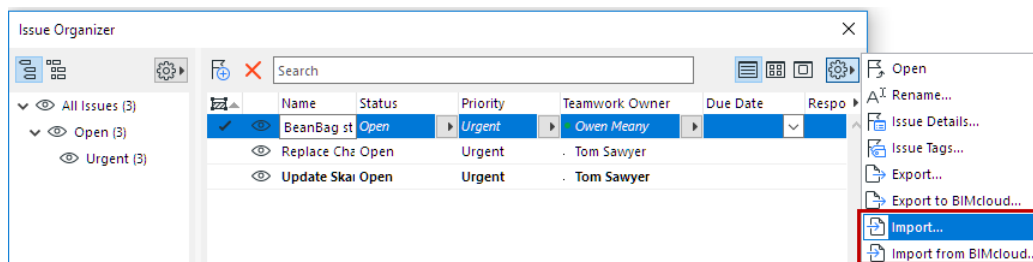 Issue Organizer
Search
Open
Rename...
All Issues (3)
Name Status Priority Teamwork Owner Due Date Respo
Issue Details...
Open (3)
BeanBag st Open Urgent Owen Meany
Issue Tags...
Urgent (3)
Replace Cha Open Urgent Tom Sawyer
Export...
Update Skai Open Urgent Tom Sawyer
Export to BIMcloud...
Import...
Import from BIMcloud..